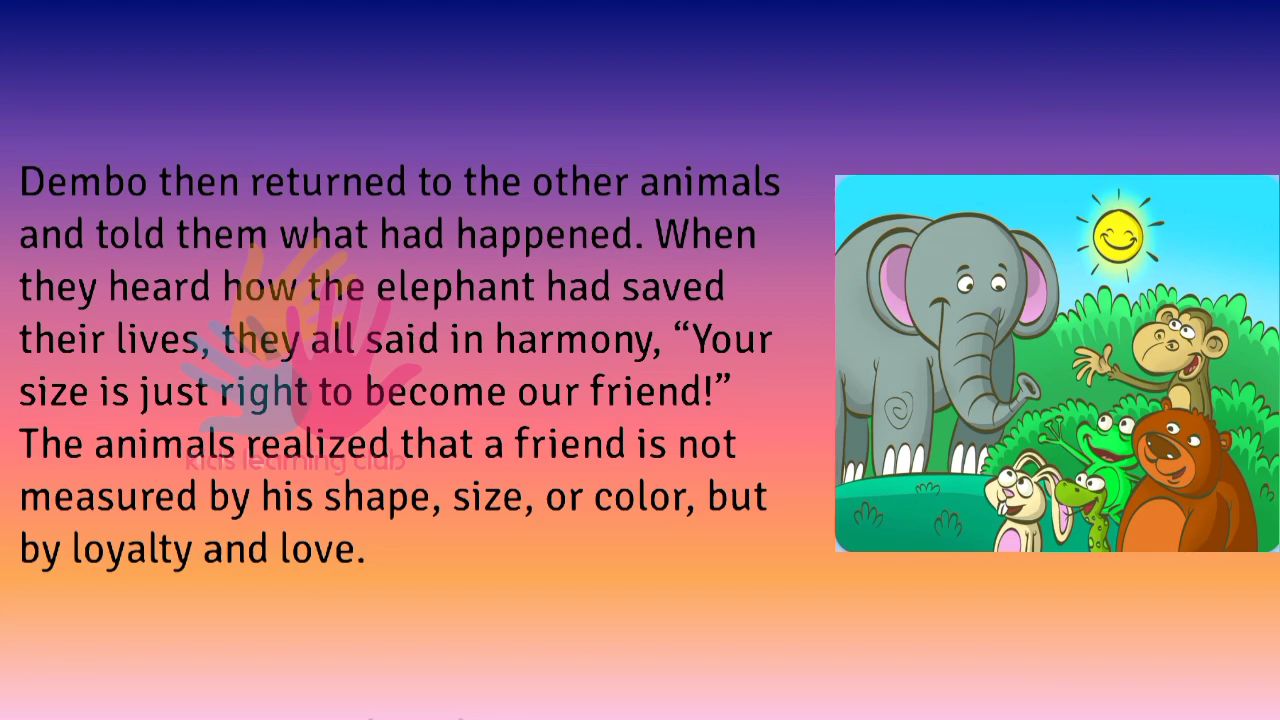 Dembo then returned to the other animals
and told them what had happened. When
they heard how the elephant had saved
their lives, they all said in harmony, “Your
size is just right to become our friend!”
The animals realized that a friend is not
measured by his shape, size, or color, but
by loyalty and love.
kids learning club